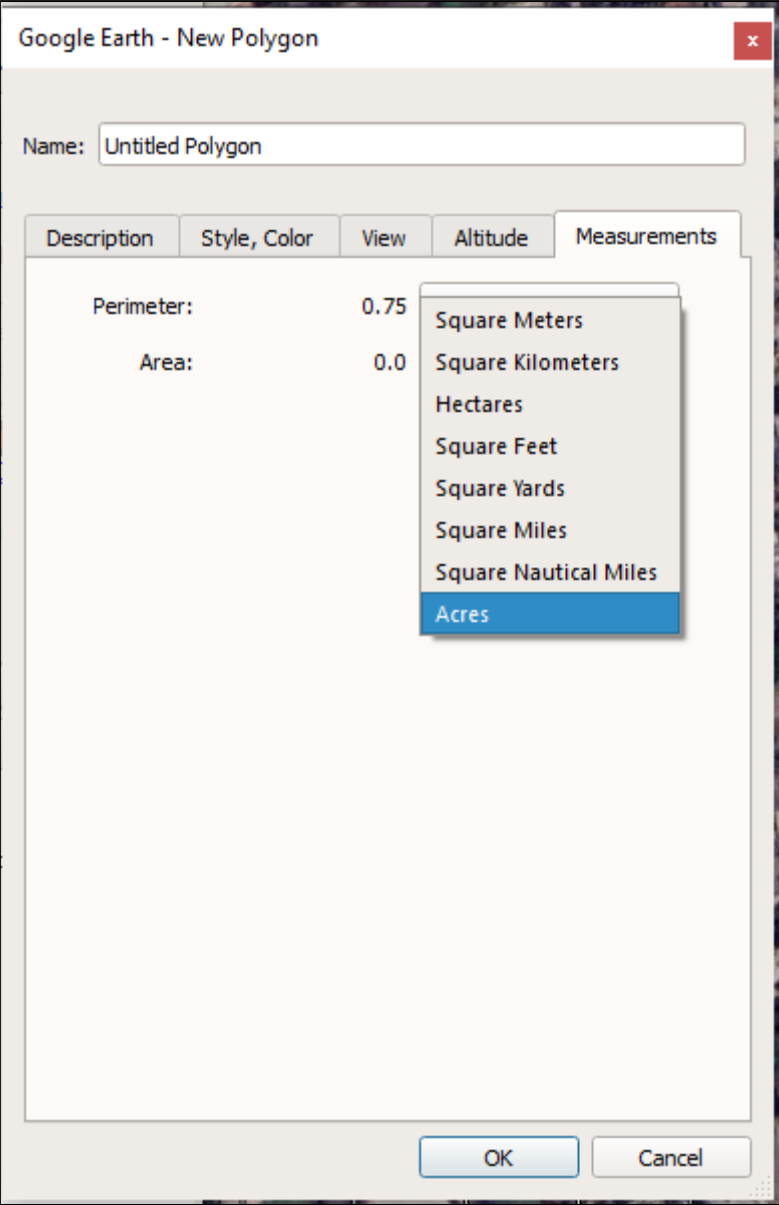 Google Earth - New Polygon
x
Name: Untitled Polygon
Description Style, Color View Altitude Measurements
Perimeter: 0.75
Area: 0.0
Square Meters
Square Kilometers
Hectares
Square Feet
Square Yards
Square Miles
Square Nautical Miles
Acres
OK Cancel